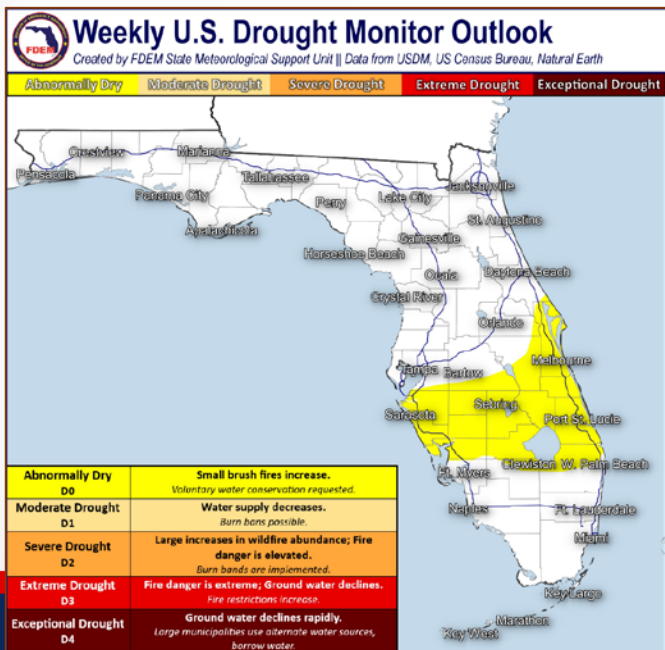 FDEM
Weekly U.S. Drought Monitor Outlook
Created by FDEM State Meteorological Support Unit || Data from USDM, US Census Bureau, Natural Earth
Abnormally Dry Moderate Drought Severe Drought Extreme Drought Exceptional Drought
Crestview
Marianna
Pensacola
Tallahassee
Jacksonville
Panama City
Perry
Lake City
Apalachicola
St. Augustine
Gainesville
Horseshoe Beach
Ocala
Daytona Beach
Crystal River
Orlando
Melbourne
Tampa
Bartow
Sarasota
Sebring
Port St. Lucie
Ft. Myers
Clewiston
W. Palm Beach
Naples
Ft. Lauderdale
Miami
Key Largo
Marathon
Key West
Abnormally Dry
D0
Small brush fires increase.
Voluntary water conservation requested.
Moderate Drought
D1
Water supply decreases.
Burn bans possible.
Severe Drought
D2
Large increases in wildfire abundance; Fire
danger is elevated.
Burn bands are implemented.
Extreme Drought
D3
Fire danger is extreme; Ground water declines.
Fire restrictions increase.
Exceptional Drought
D4
Ground water declines rapidly.
Large municipalities use alternate water sources,
borrow water.